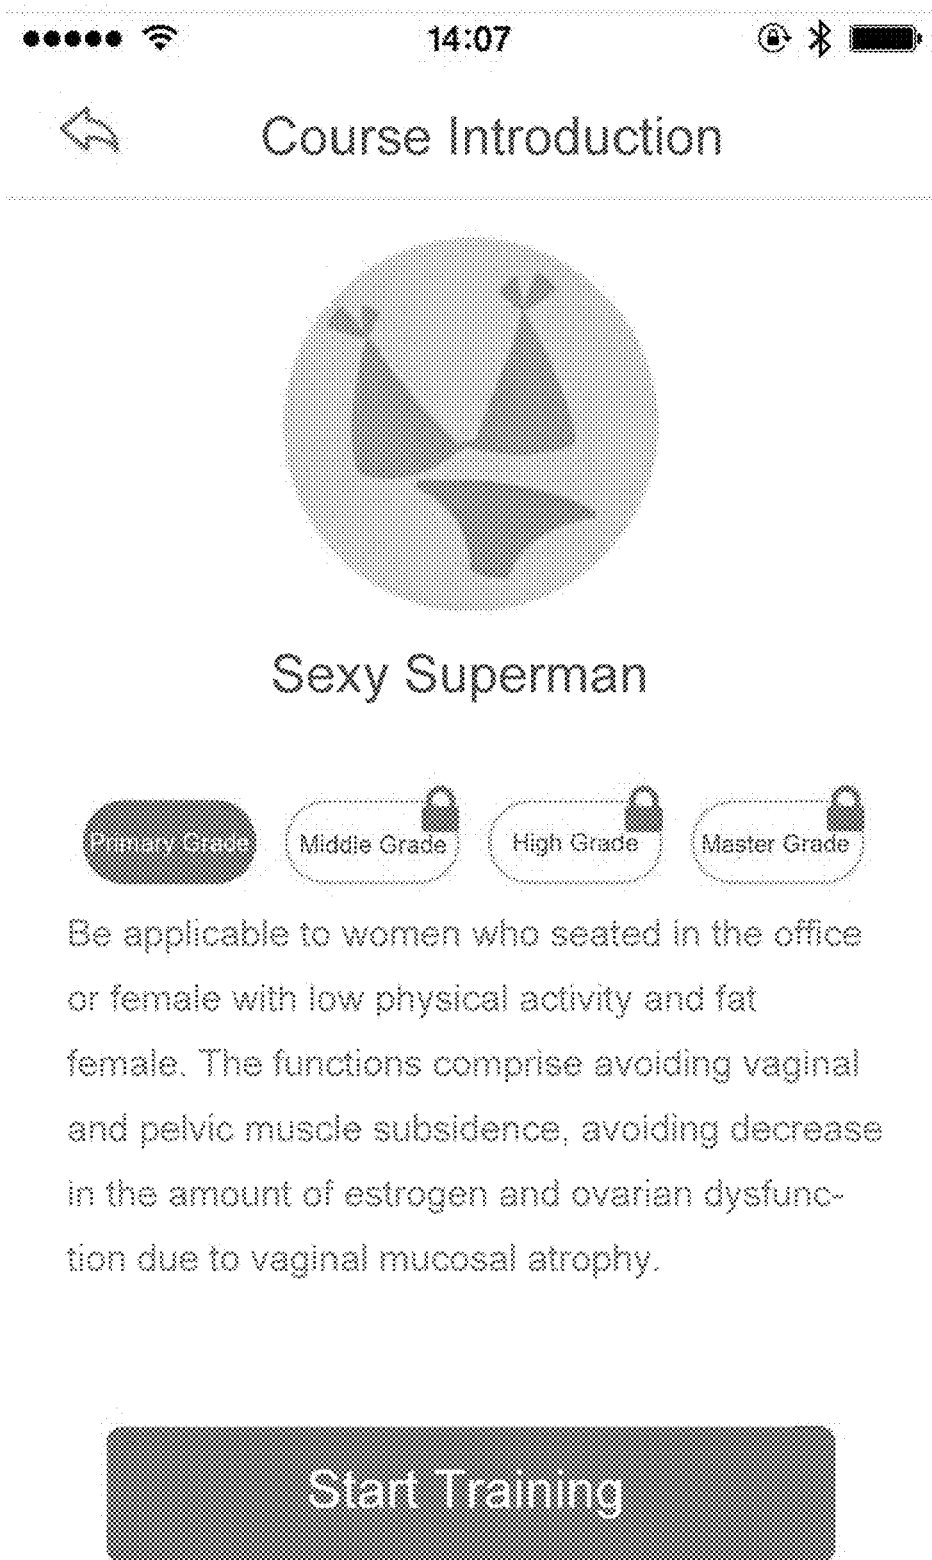 14:07
Course Introduction
Sexy Superman
Primary Grade
Middle Grade
High Grade
Master Grade
Be applicable to women who seated in the office
or female with low physical activity and fat
female. The functions comprise avoiding vaginal
and pelvic muscle subsidence, avoiding decrease
in the amount of estrogen and ovarian dysfunc-
tion due to vaginal mucosal atrophy.
Start Training